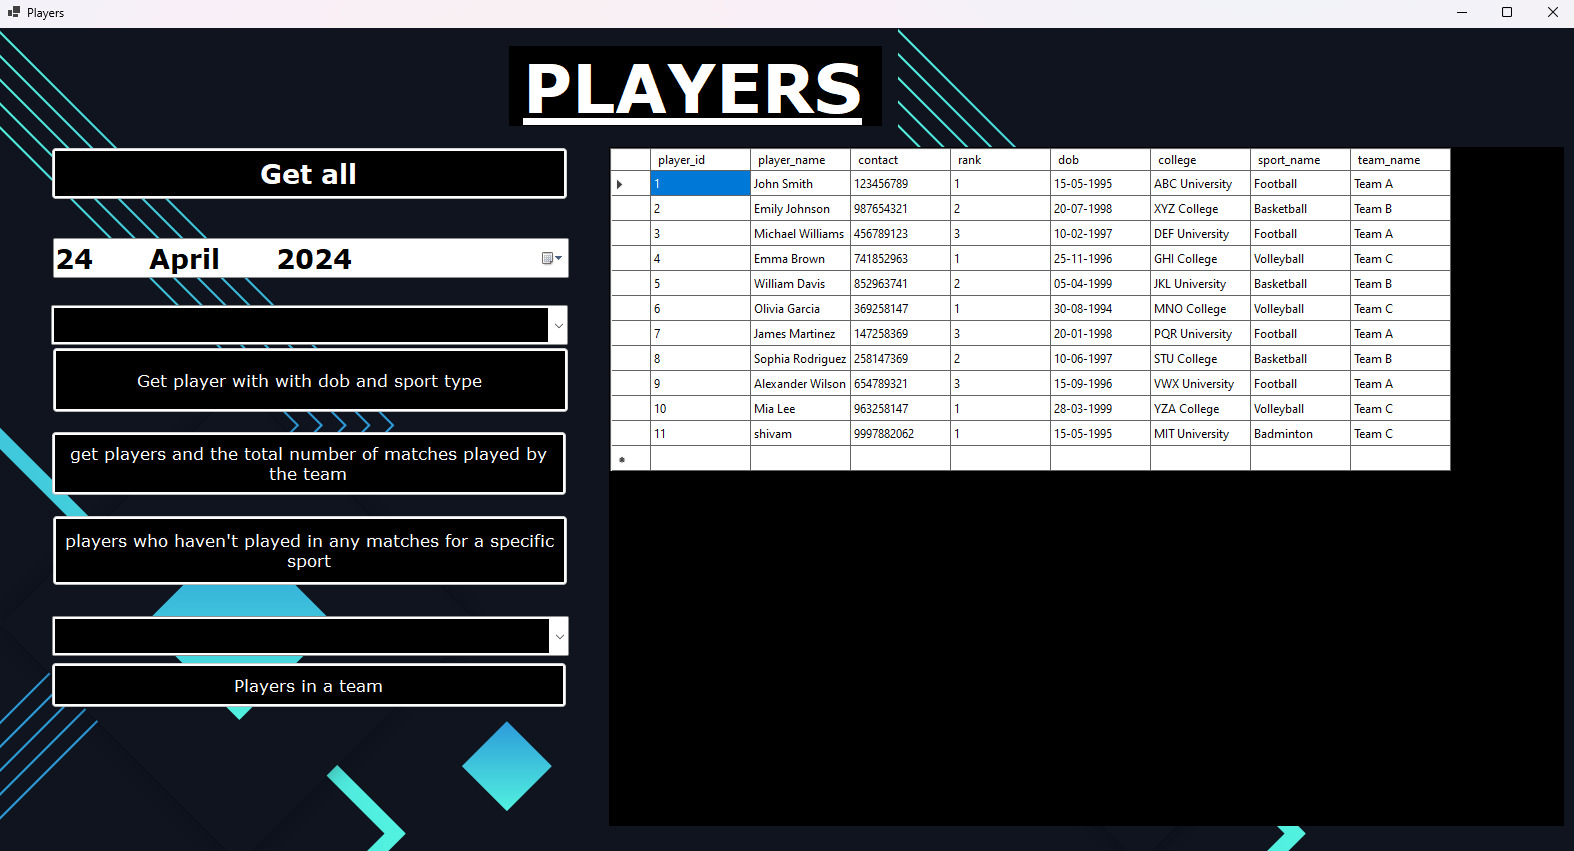 Players
PLAYERS
Get all
24 April 2024
Get player with with dob and sport type
get players and the total number of matches played by
the team
players who haven't played in any matches for a specific
sport
Players in a team
player_id player_name contact rank dob college sport_name team_name
1 John Smith 123456789 1 15-05-1995 ABC University Football Team A
2 Emily Johnson 987654321 2 20-07-1998 XYZ College Basketball Team B
3 Michael Williams 456789123 3 10-02-1997 DEF University Football Team A
4 Emma Brown 741852963 1 25-11-1996 GHI College Volleyball Team C
5 William Davis 852963741 2 05-04-1999 JKL University Basketball Team B
6 Olivia Garcia 369258147 1 30-08-1994 MNO College Volleyball Team C
7 James Martinez 147258369 3 20-01-1998 PQR University Football Team A
8 Sophia Rodriguez 258147369 2 10-06-1997 STU College Basketball Team B
9 Alexander Wilson 654789321 3 15-09-1996 VWX University Football Team A
10 Mia Lee 963258147 1 28-03-1999 YZA College Volleyball Team C
11 shivam 9997882062 1 15-05-1995 MIT University Badminton Team C